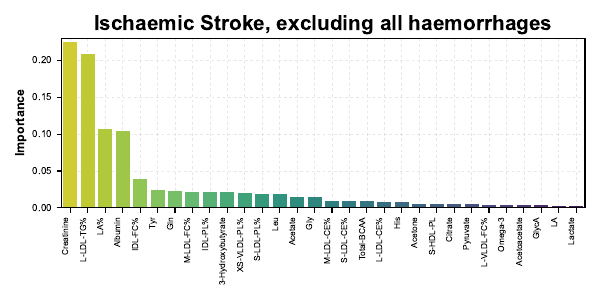 Ischaemic Stroke, excluding all haemorrhages
Importance
0.20
0.15
0.10
0.05
0.00
Creatinine
L-LDL-TG%
LA%
Albumin
IDL-FC%
Tyr
Gln
M-LDL-FC%
IDL-PL%
3-Hydroxybutyrate
XS-VLDL-PL%
S-LDL-PL%
Leu
Acetate
Gly
M-LDL-CE%
S-LDL-CE%
Total-BCAA
L-LDL-CE%
His
Acetone
S-HDL-PL
Citrate
Pyruvate
L-VLDL-FC%
Omega-3
Acetoacetate
GlycA
LA
Lactate